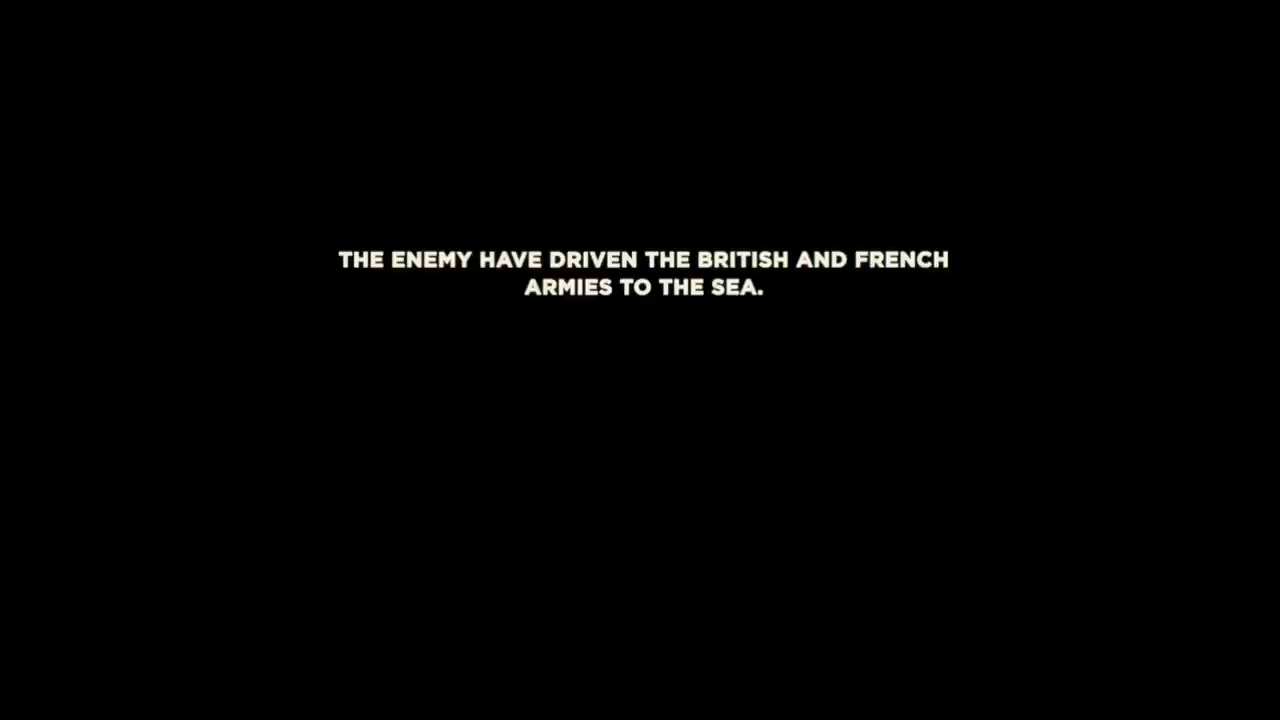 THE ENEMY HAVE DRIVEN THE BRITISH AND FRENCH
ARMIES TO THE SEA.